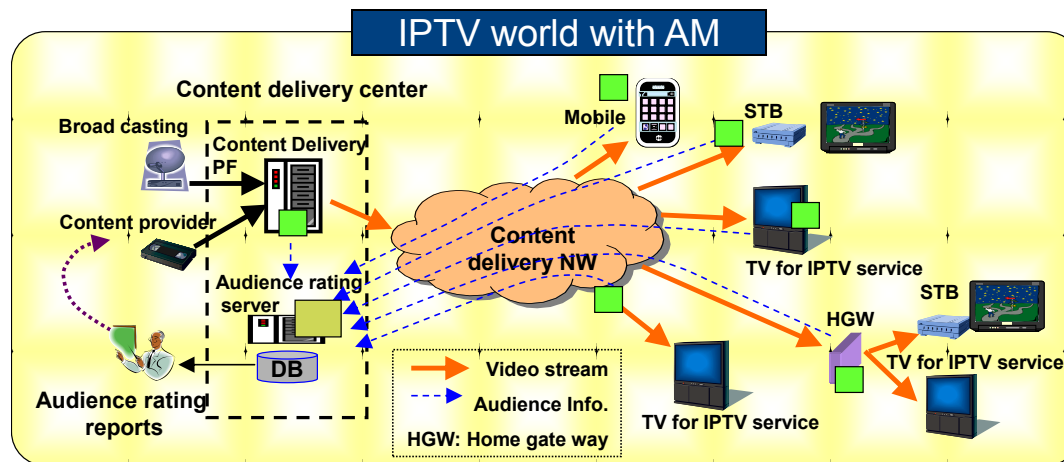 IPTV world with AM
Content delivery center
Broad casting
Content Delivery
PF
Content provider
Audience rating
server
DB
Audience rating
reports
Mobile
STB
Content
delivery NW
TV for IPTV service
STB
HGW
TV for IPTV service
TV for IPTV service
Video stream
Audience Info.
HGW: Home gate way